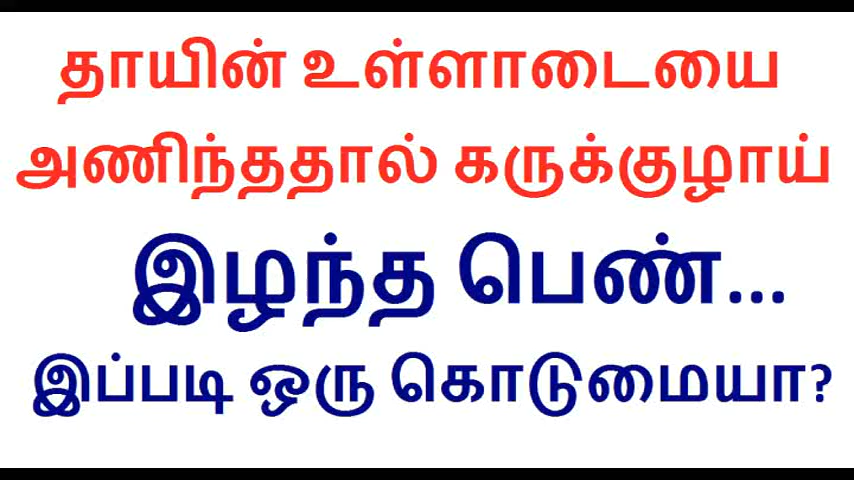 தாயின் உள்ளாடையை
அணிந்ததால் கருக்குழாய்
இழந்த பெண்...
இப்படி ஒரு கொடுமையா?